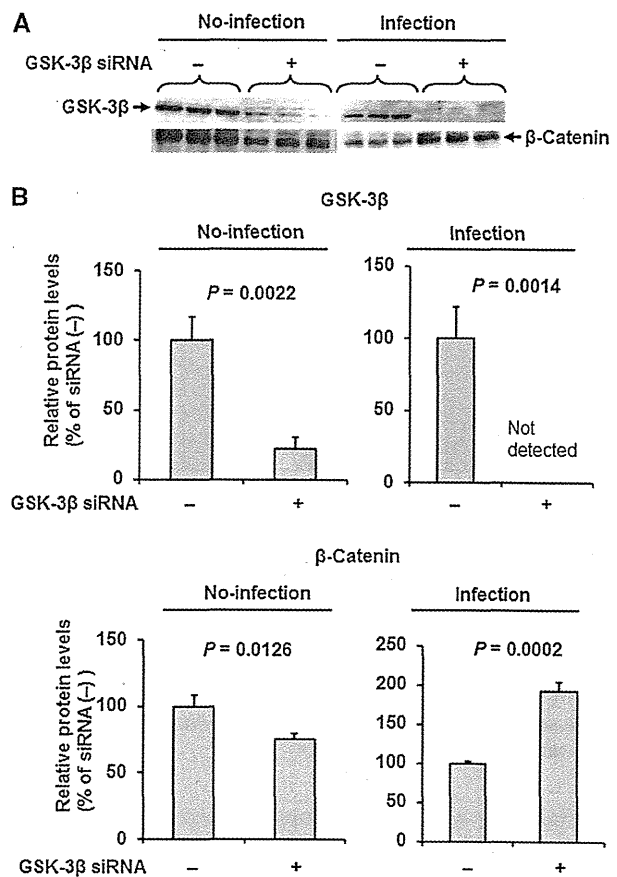 A
No-infection Infection
GSK-3β siRNA − + − +
GSK-3β
β-Catenin
B
GSK-3β
No-infection Infection
Relative protein levels
(% of siRNA (–) )
150
100
50
0
P = 0.0022
150
100
50
0
P = 0.0014
Not
detected
GSK-3β siRNA − + − +
β-Catenin
No-infection Infection
Relative protein levels
(% of siRNA (–) )
150
100
50
0
P = 0.0126
250
200
150
100
50
0
P = 0.0002
GSK-3β siRNA − + − +